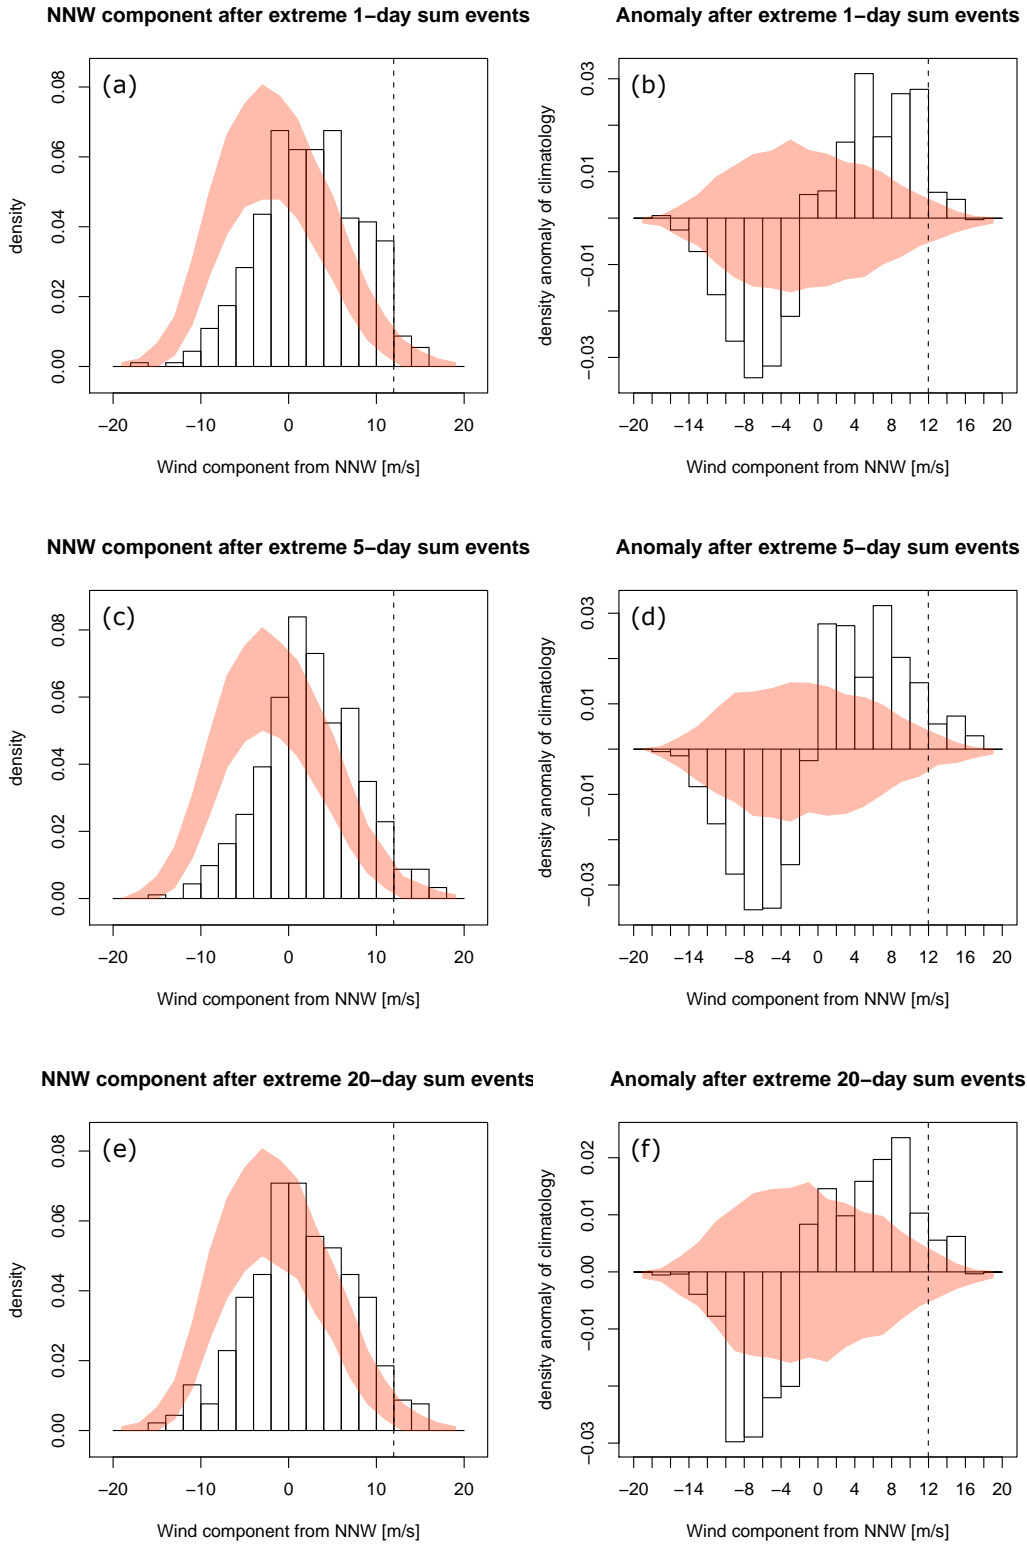 NNW component after extreme 1−day sum events
Anomaly after extreme 1−day sum events
(a)
density
0.00 0.02 0.04 0.06 0.08
−20 −10 0 10 20
Wind component from NNW [m/s]
(b)
density anomaly of climatology
−0.03 −0.01 0.01 0.03
−20 −14 −8 −4 0 4 8 12 16 20
Wind component from NNW [m/s]
NNW component after extreme 5−day sum events
Anomaly after extreme 5−day sum events
(c)
density
0.00 0.02 0.04 0.06 0.08
−20 −10 0 10 20
Wind component from NNW [m/s]
(d)
density anomaly of climatology
−0.03 −0.01 0.01 0.03
−20 −14 −8 −4 0 4 8 12 16 20
Wind component from NNW [m/s]
NNW component after extreme 20−day sum events
Anomaly after extreme 20−day sum events
(e)
density
0.00 0.02 0.04 0.06 0.08
−20 −10 0 10 20
Wind component from NNW [m/s]
(f)
density anomaly of climatology
−0.03 −0.01 0.00 0.01 0.02
−20 −14 −8 −4 0 4 8 12 16 20
Wind component from NNW [m/s]